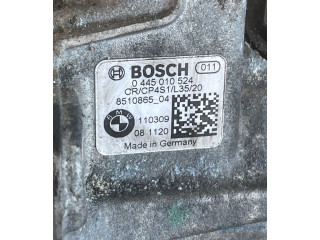 BOSCH 011
0 445 010 524
CR/CP4S1/L35/20
8510865_04
BMW
110309
08 1120
Made in Germany